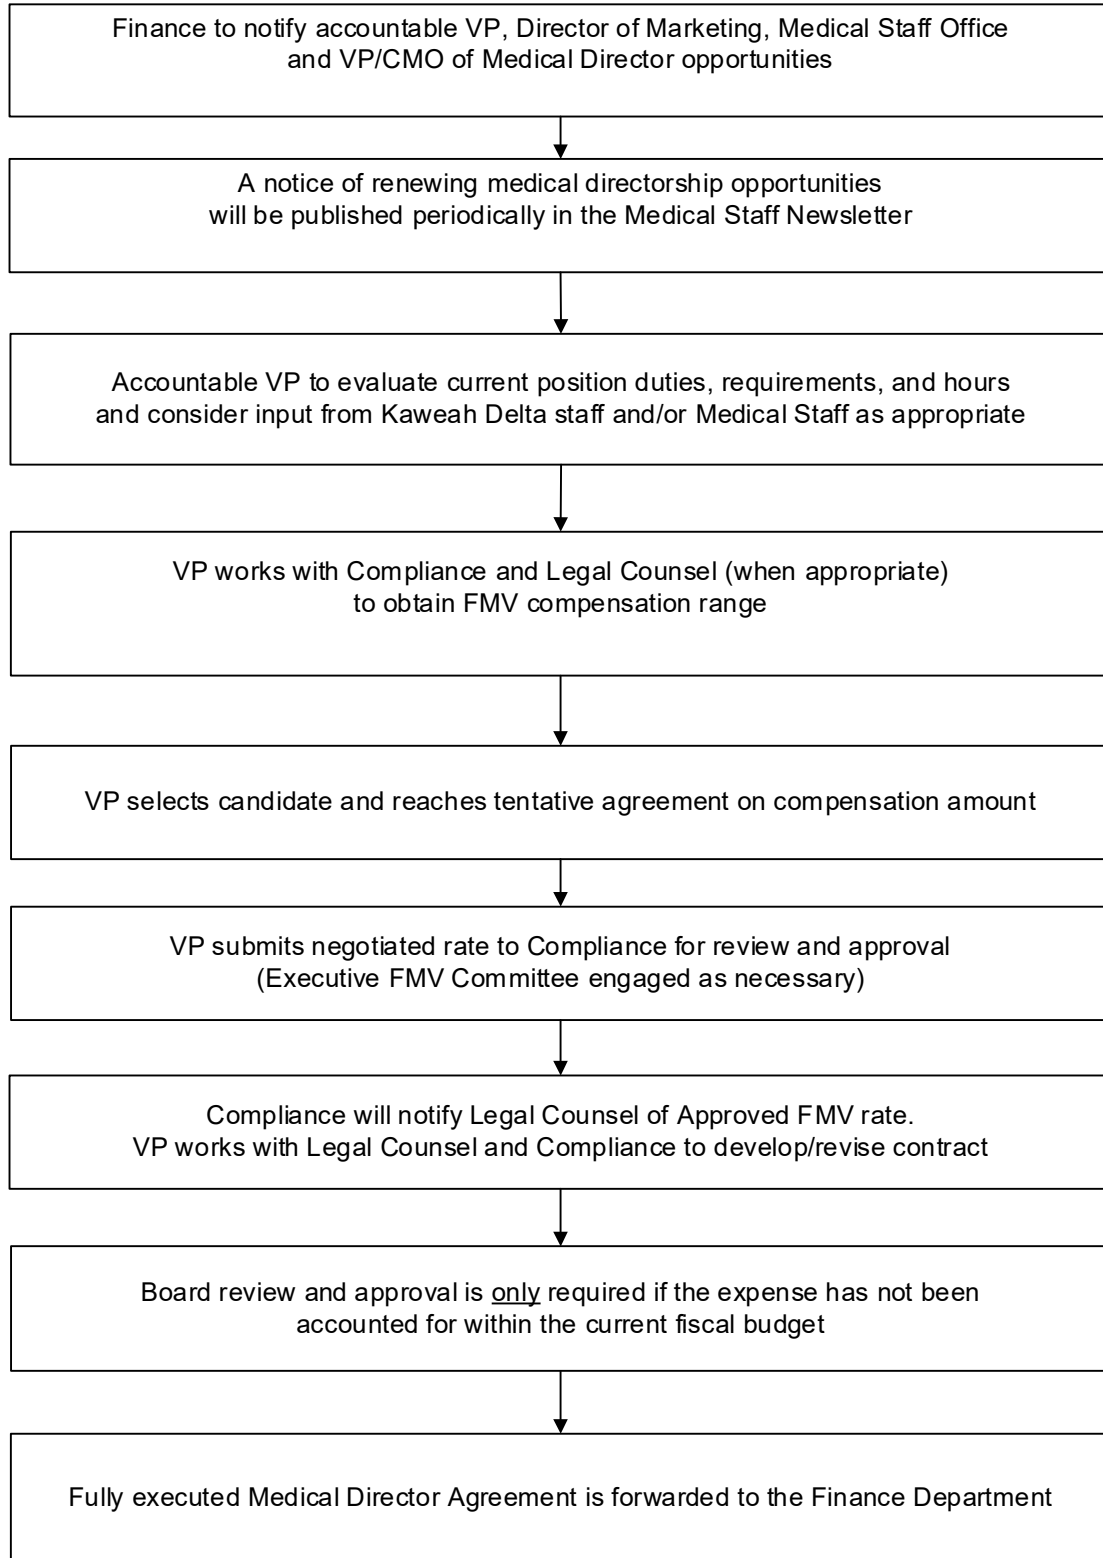 Finance to notify accountable VP, Director of Marketing, Medical Staff Office
and VP/CMO of Medical Director opportunities
A notice of renewing medical directorship opportunities
will be published periodically in the Medical Staff Newsletter
Accountable VP to evaluate current position duties, requirements, and hours
and consider input from Kaweah Delta staff and/or Medical Staff as appropriate
VP works with Compliance and Legal Counsel (when appropriate)
to obtain FMV compensation range
VP selects candidate and reaches tentative agreement on compensation amount
VP submits negotiated rate to Compliance for review and approval
(Executive FMV Committee engaged as necessary)
Compliance will notify Legal Counsel of Approved FMV rate.
VP works with Legal Counsel and Compliance to develop/revise contract
Board review and approval is only required if the expense has not been
accounted for within the current fiscal budget
Fully executed Medical Director Agreement is forwarded to the Finance Department